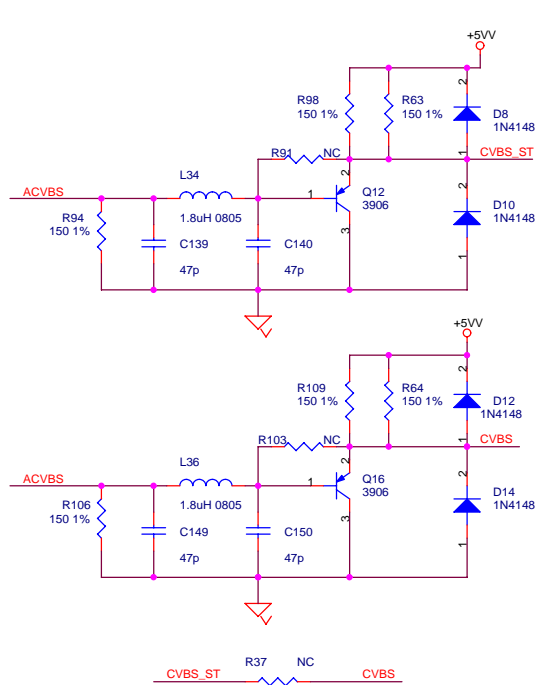 +5VV
R98
150 1%
R63
150 1%
2
D8
1N4148
R91
NC
1
CVBS_ST
L34
ACVBS
1
2
Q12
3906
2
D10
1N4148
R94
150 1%
1.8uH 0805
3
C139
C140
1
47p
47p
+5VV
R109
150 1%
R64
150 1%
2
D12
1N4148
R103
NC
1
CVBS
L36
ACVBS
1
2
Q16
3906
2
D14
1N4148
R106
150 1%
1.8uH 0805
3
C149
C150
1
47p
47p
R37
NC
CVBS_ST
CVBS